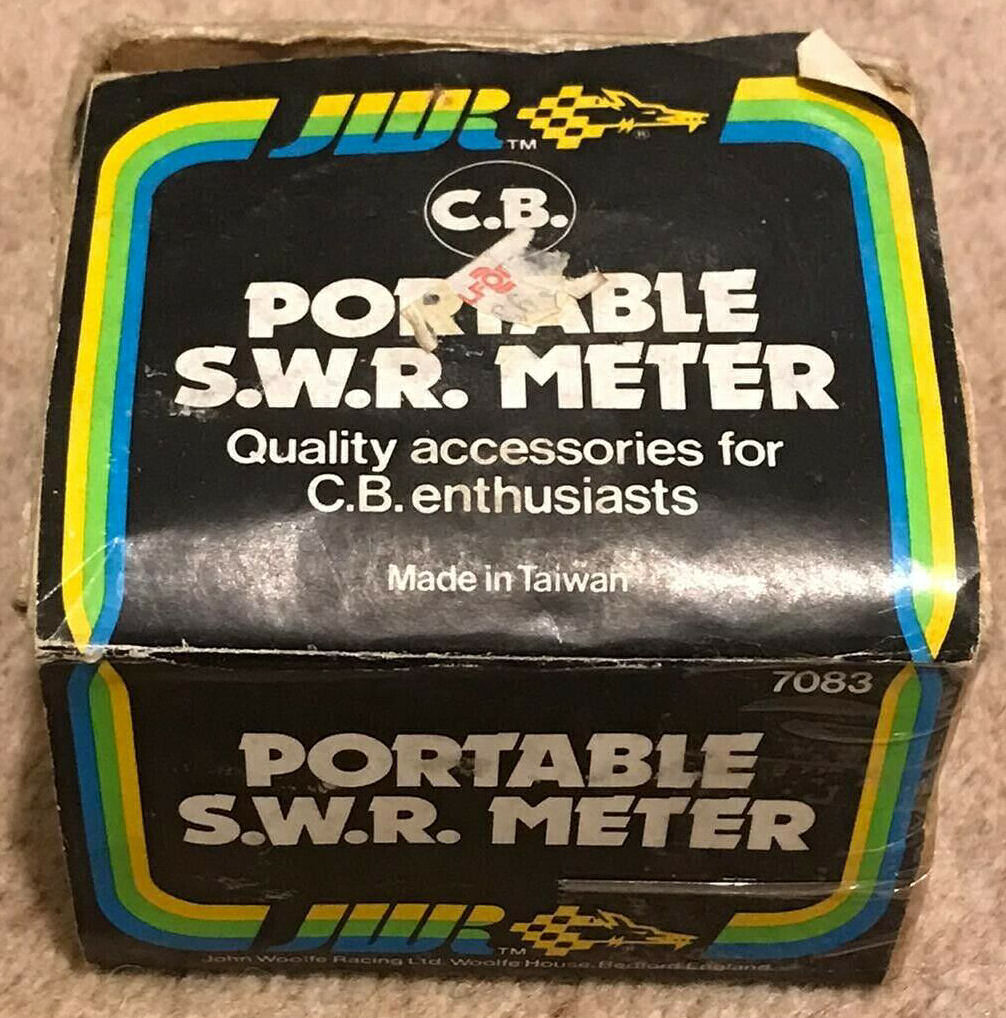 JWR TM ®
C.B.
PORTABLE
S.W.R. METER
Quality accessories for
C.B. enthusiasts
Made in Taiwan
7083
PORTABLE
S.W.R. METER
JWR TM ®
John Woolfe Racing Ltd. Woolfe House. Bedford England